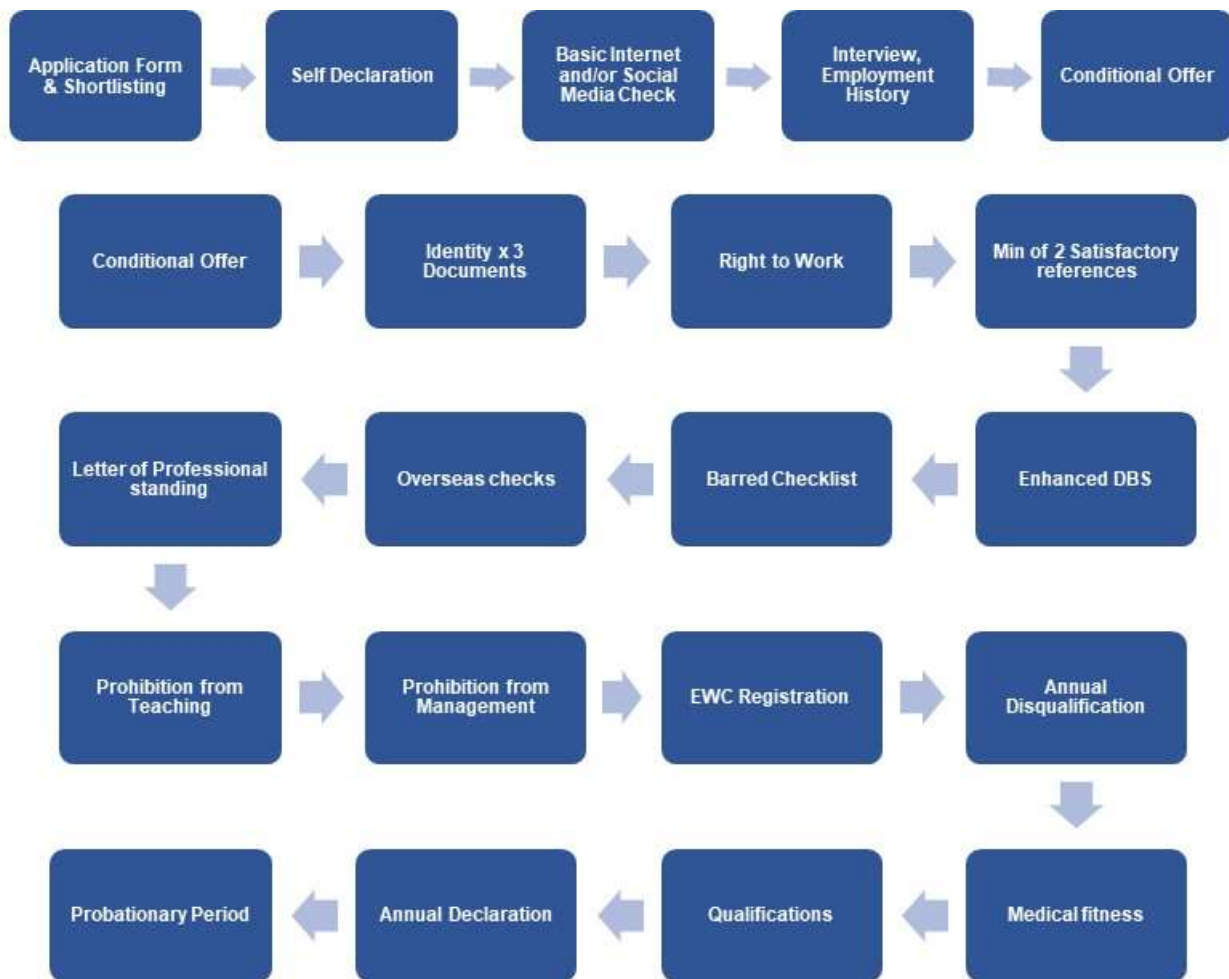 Application Form
& Shortlisting
Self Declaration
Basic Internet
and/or Social
Media Check
Interview,
Employment
History
Conditional Offer
Conditional Offer
Identity x 3
Documents
Right to Work
Min of 2 Satisfactory
references
Enhanced DBS
Barred Checklist
Overseas checks
Letter of Professional
standing
Prohibition from
Teaching
Prohibition from
Management
EWC Registration
Annual
Disqualification
Medical fitness
Qualifications
Annual Declaration
Probationary Period